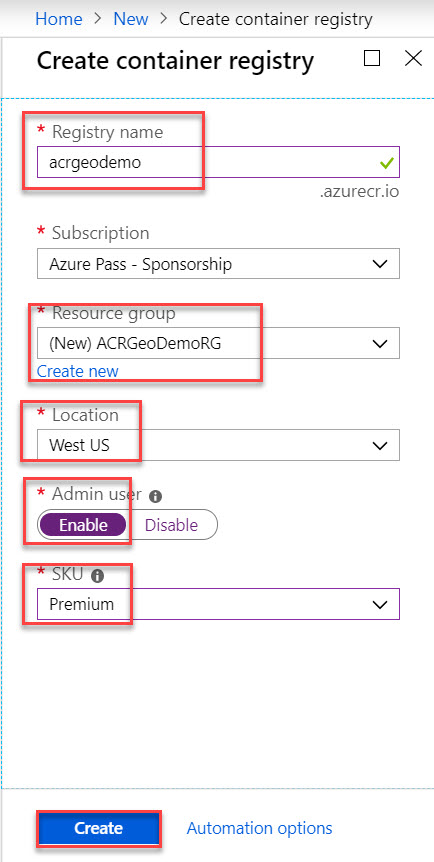 Home > New > Create container registry
Create container registry
* Registry name
acrgeodemo
.azurecr.io
* Subscription
Azure Pass - Sponsorship
* Resource group
(New) ACRGeoDemoRG
Create new
* Location
West US
* Admin user
Enable Disable
* SKU
Premium
Create Automation options